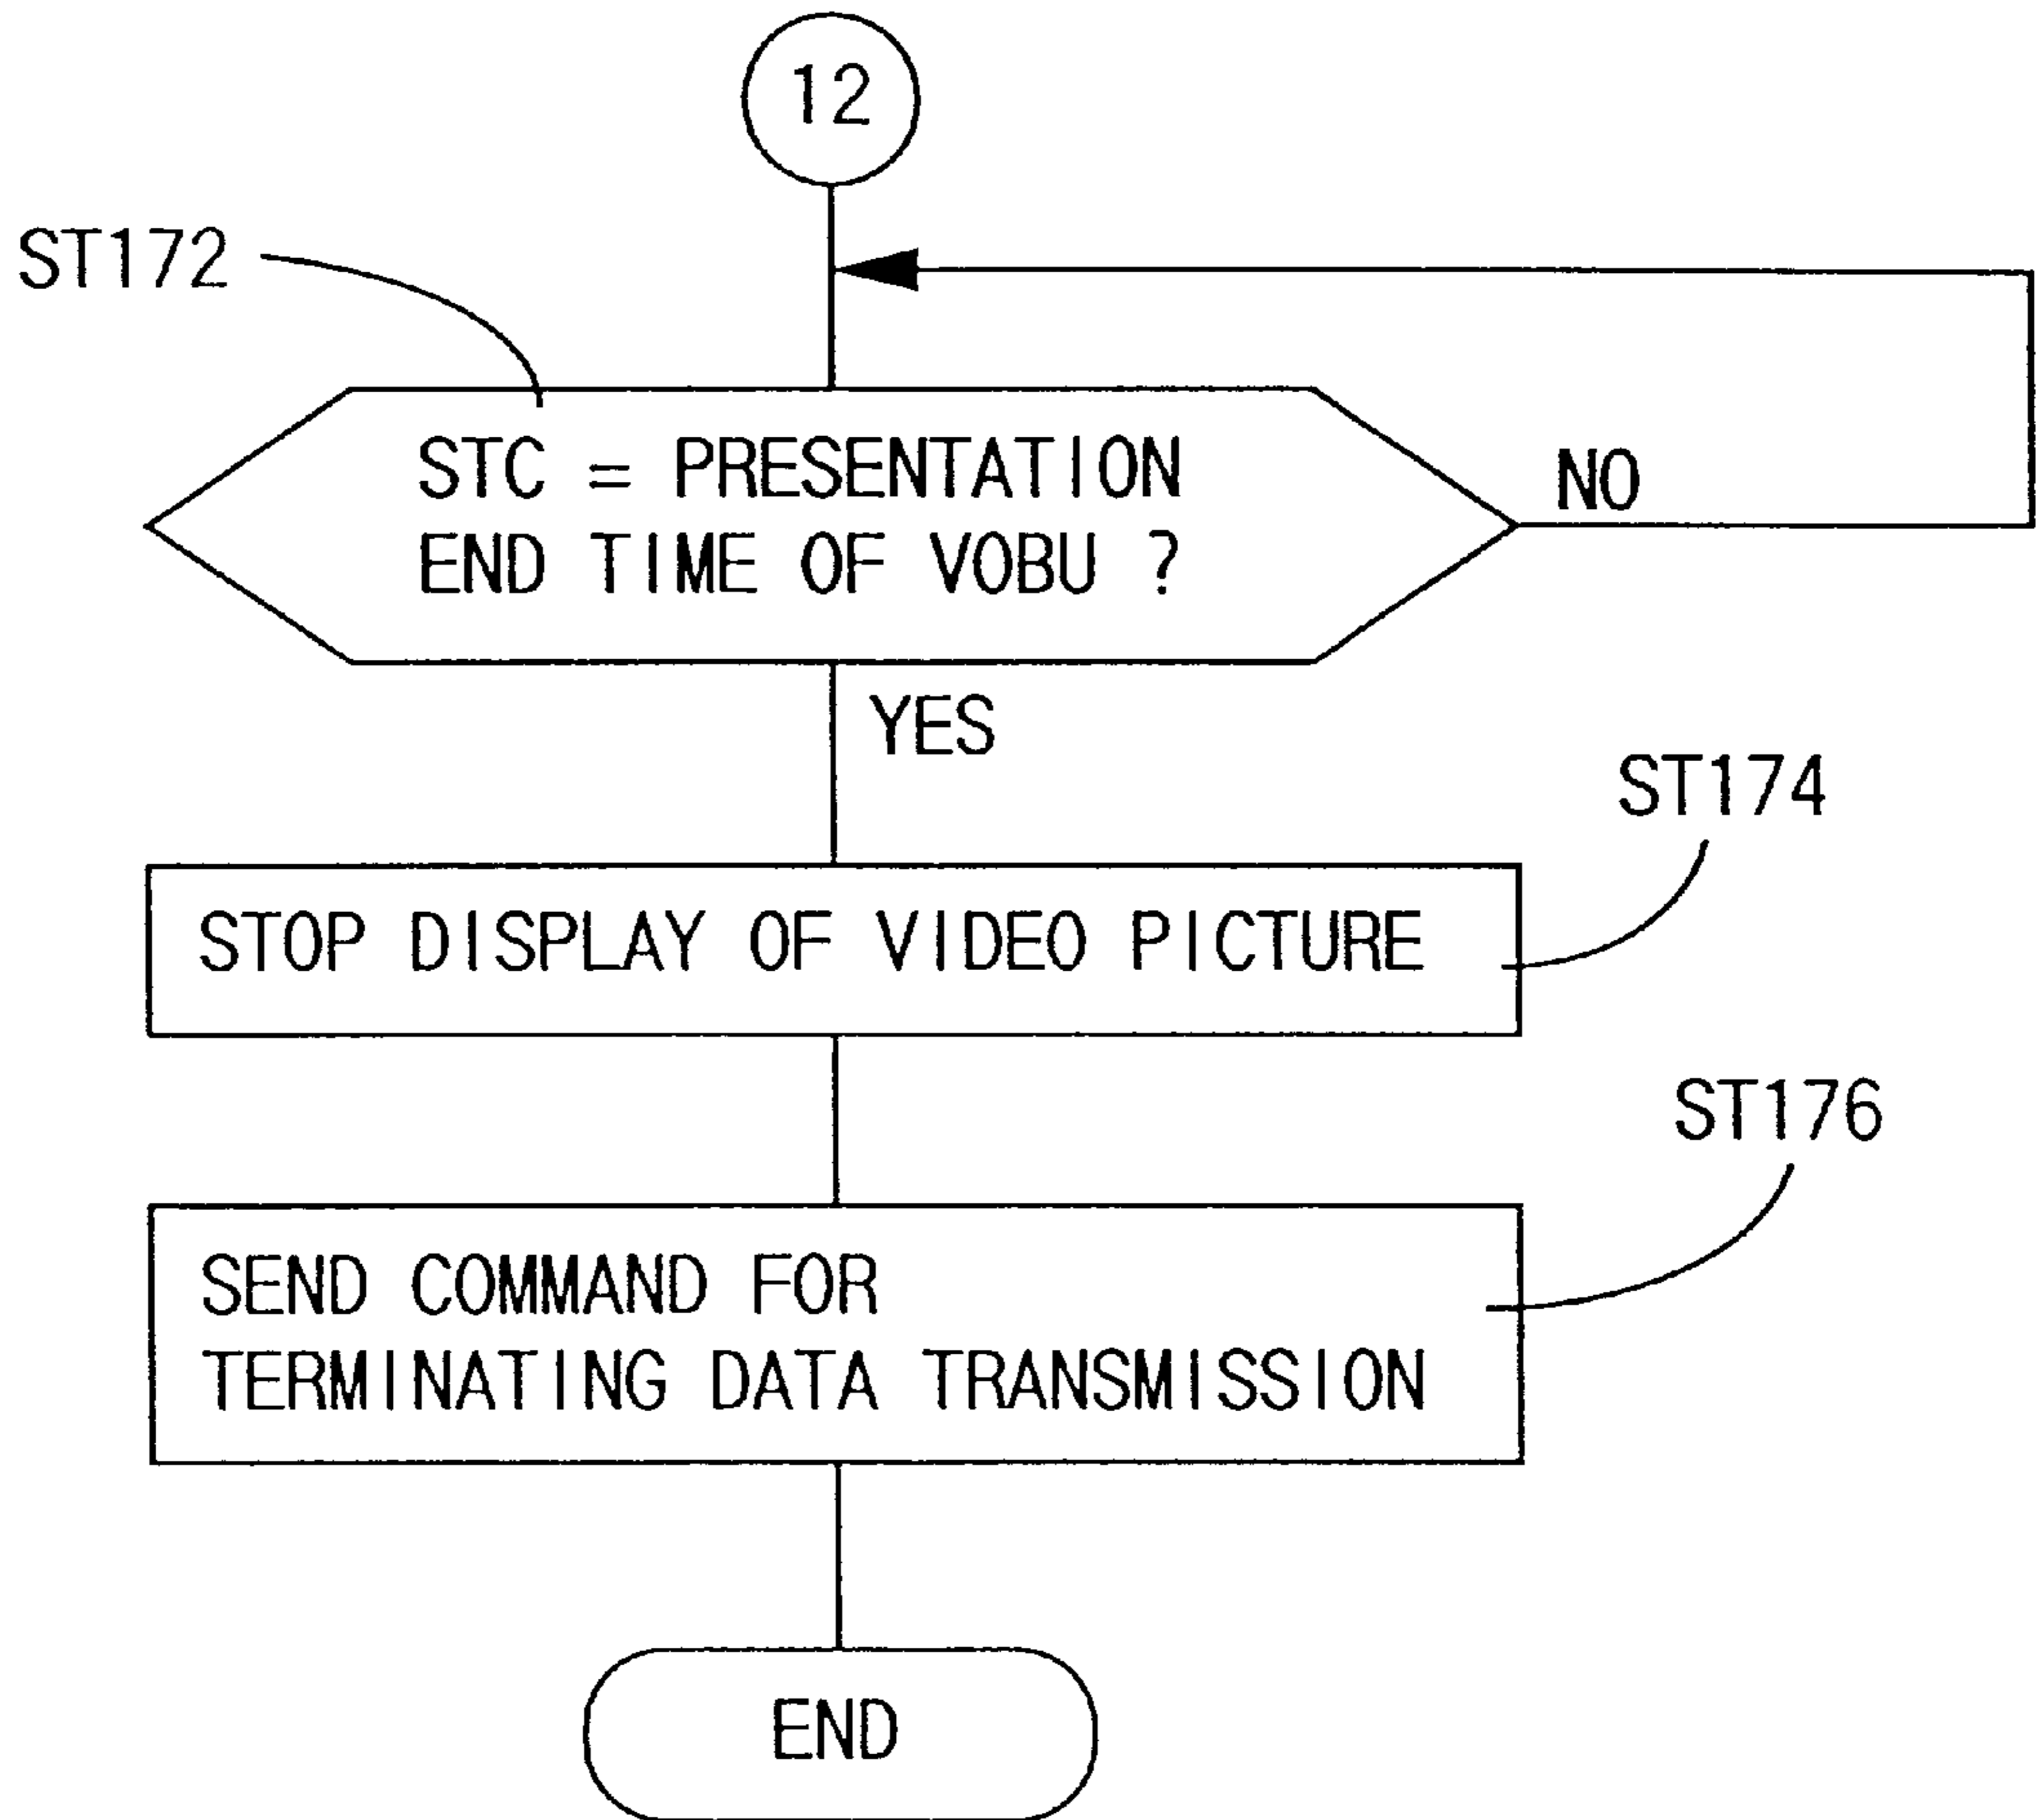 12
ST172
STC = PRESENTATION
END TIME OF VOBU ?
NO
YES
ST174
STOP DISPLAY OF VIDEO PICTURE
ST176
SEND COMMAND FOR
TERMINATING DATA TRANSMISSION
END